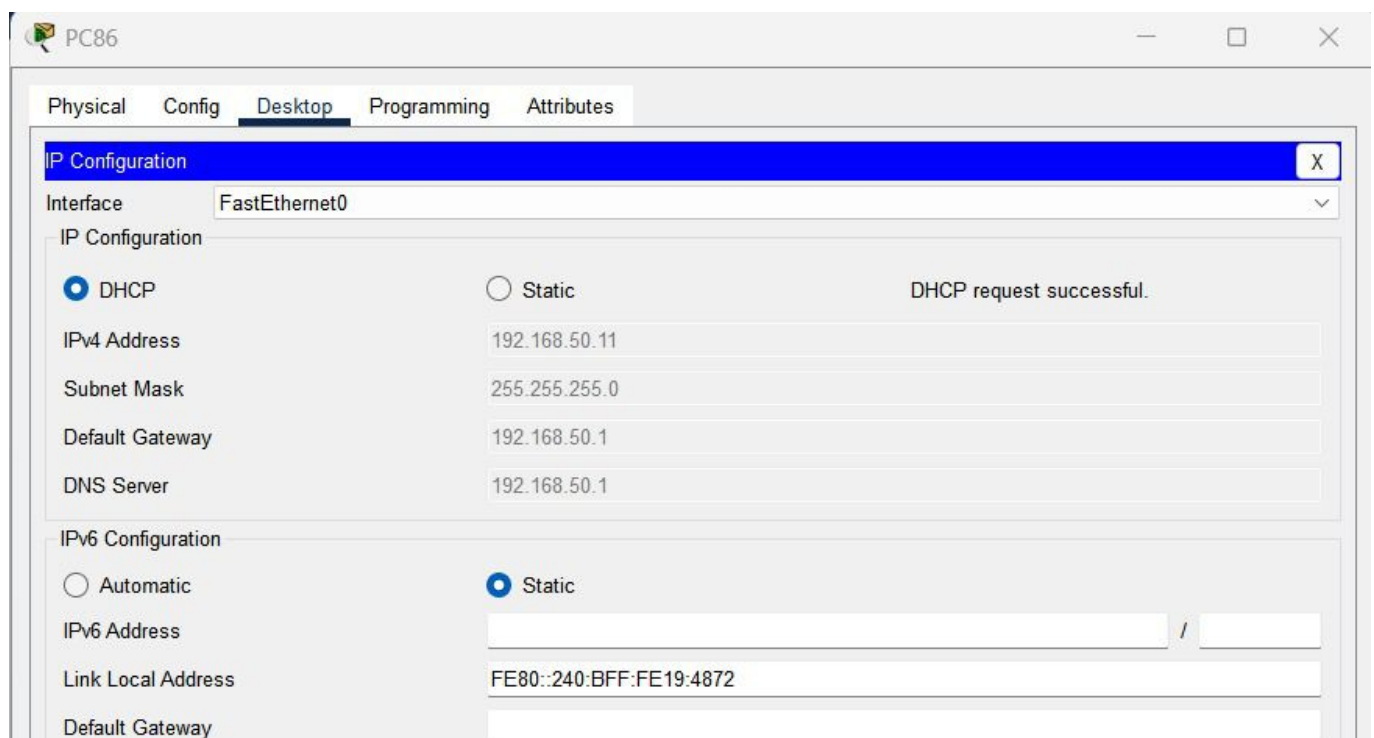 PC86
Physical Config Desktop Programming Attributes
IP Configuration X
Interface FastEthernet0
IP Configuration
DHCP Static DHCP request successful.
IPv4 Address 192.168.50.11
Subnet Mask 255.255.255.0
Default Gateway 192.168.50.1
DNS Server 192.168.50.1
IPv6 Configuration
Automatic Static
IPv6 Address /
Link Local Address FE80::240:BFF:FE19:4872
Default Gateway